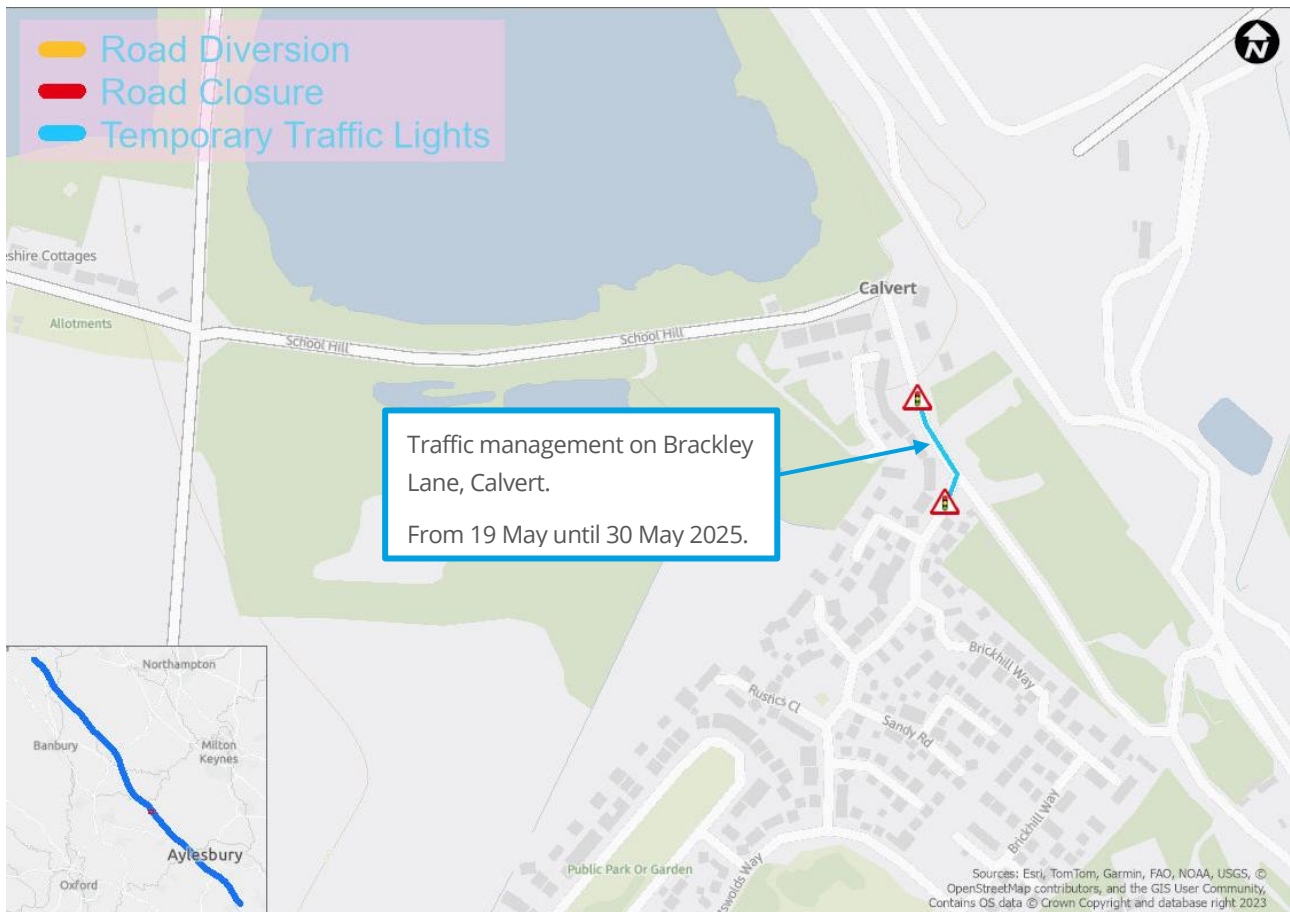 Road Diversion
Road Closure
Temporary Traffic Lights
N
eshire Cottages
Allotments
School Hill
School Hill
Calvert
Traffic management on Brackley
Lane, Calvert.
From 19 May until 30 May 2025.
Brickhill Way
Rustics Cl
Sandy Rd
Brickhill Way
Public Park Or Garden
tswolds Way
Northampton
Banbury
Milton
Keynes
Aylesbury
Oxford
Sources: Esri, TomTom, Garmin, FAO, NOAA, USGS, ©
OpenStreetMap contributors, and the GIS User Community,
Contains OS data © Crown Copyright and database right 2023